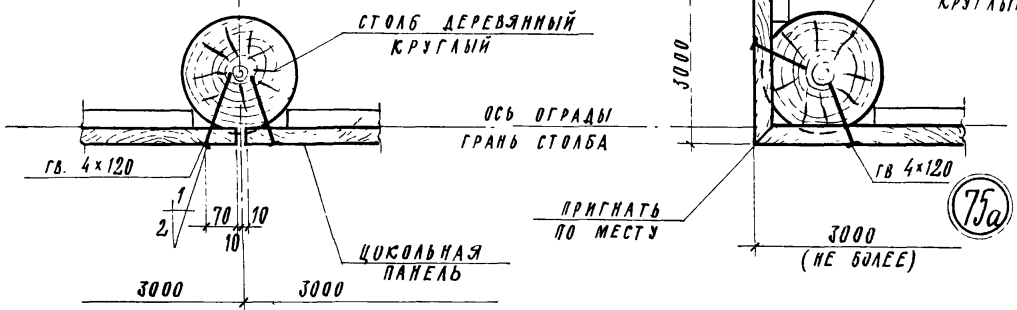 СТОЛБ ДЕРЕВЯННЫЙ
КРУГЛЫЙ
ОСЬ ОГРАДЫ
ГРАНЬ СТОЛБА
ГВ. 4×120
1
2
70
10
10
ЦОКОЛЬНАЯ
ПАНЕЛЬ
3000
3000
3000
ГВ 4×120
ПРИГНАТЬ
ПО МЕСТУ
3000
(НЕ БОЛЕЕ)
75а